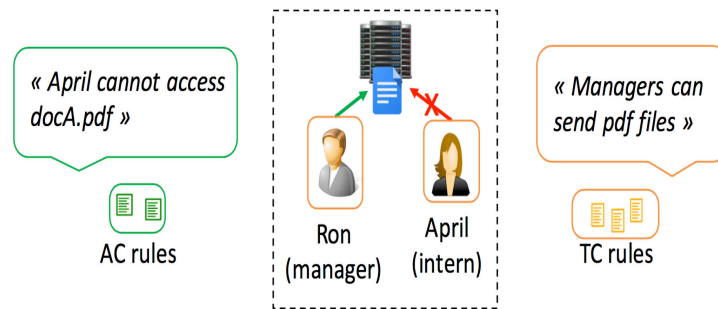 « April cannot access
docA.pdf »
AC rules
Ron
(manager)
April
(intern)
« Managers can
send pdf files »
TC rules